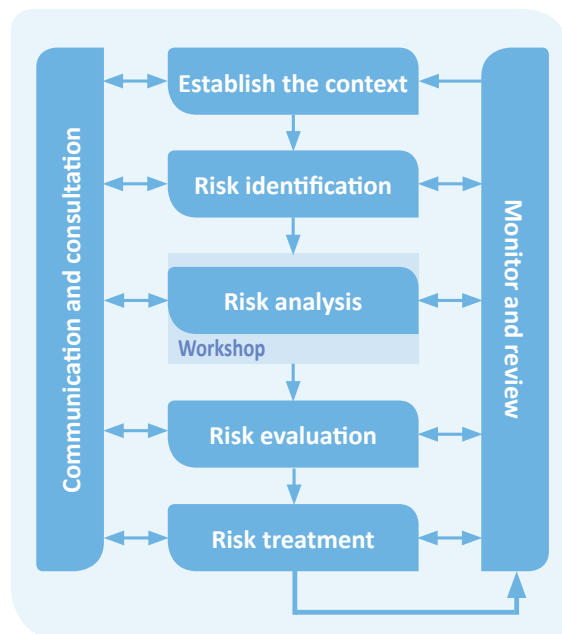 Communication and consultation
Establish the context
Risk identification
Risk analysis
Workshop
Risk evaluation
Risk treatment
Monitor and review